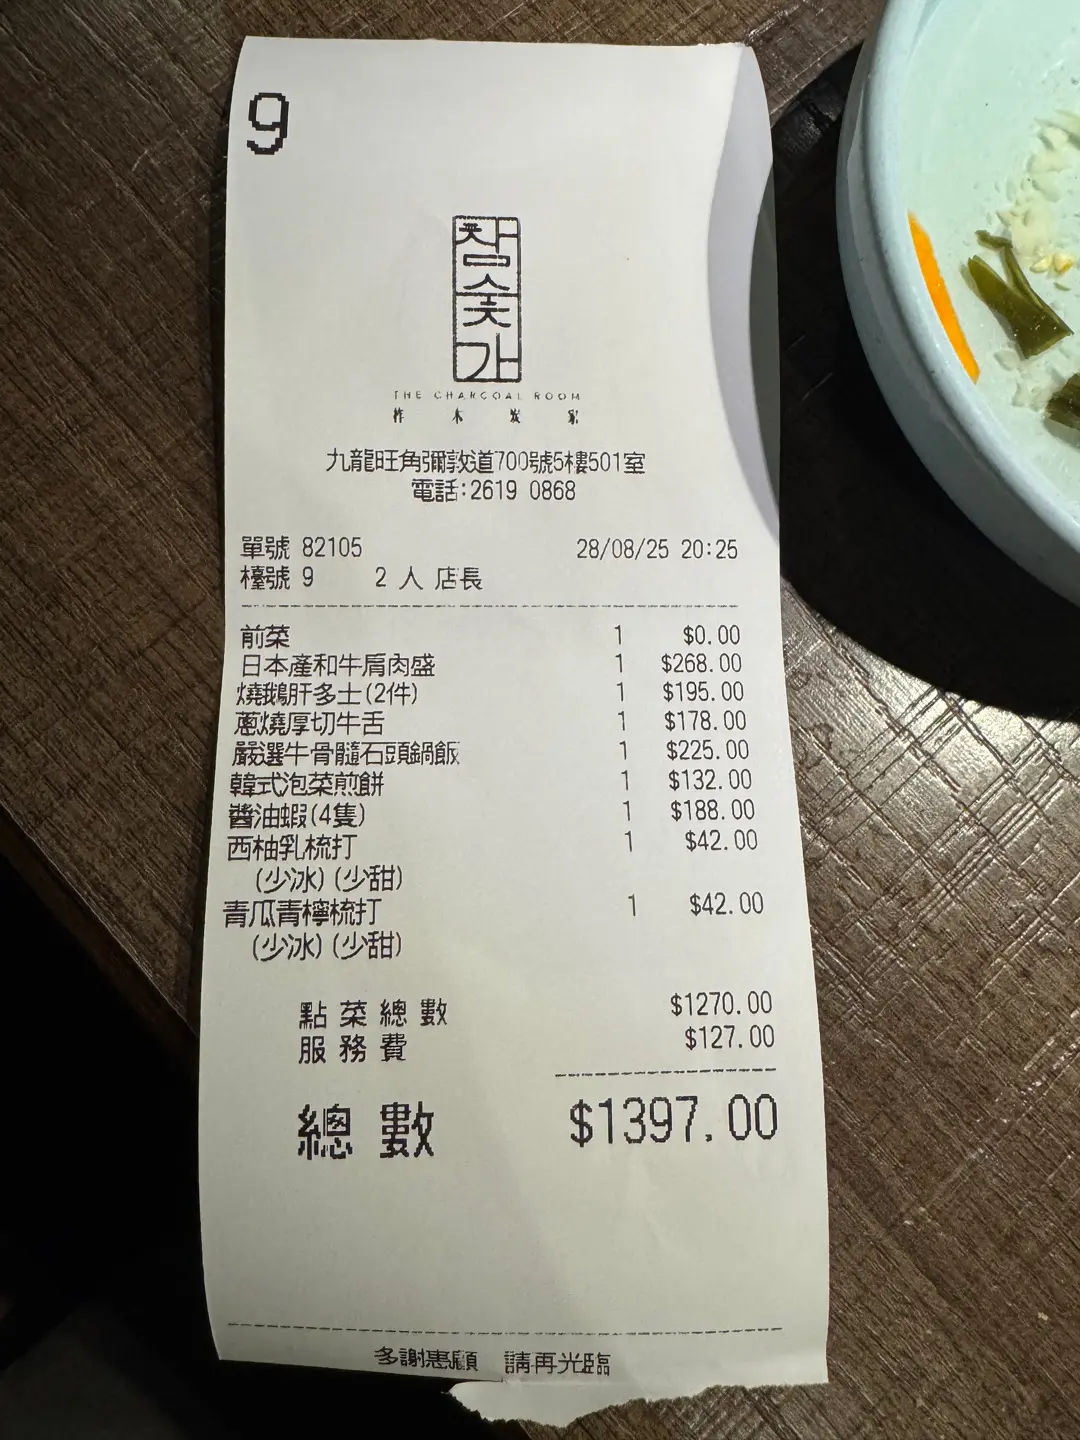 9
참숯간
THE CHARCOAL ROOM
柞木炭家
九龍旺角彌敦道700號5樓501室
電話:2619 0868
單號 82105 28/08/25 20:25
檯號 9 2 人 店長
前菜 1 $0.00
日本產和牛肩肉盛 1 $268.00
燒鵝肝多士(2件) 1 $195.00
蔥燒厚切牛舌 1 $178.00
嚴選牛骨髓石頭鍋飯 1 $225.00
韓式泡菜煎餅 1 $132.00
醬油蝦(4隻) 1 $188.00
西柚乳梳打 1 $42.00
(少冰)(少甜)
青瓜青檸梳打 1 $42.00
(少冰)(少甜)
點菜總數 $1270.00
服務費 $127.00
總數 $1397.00
多謝惠顧 請再光臨